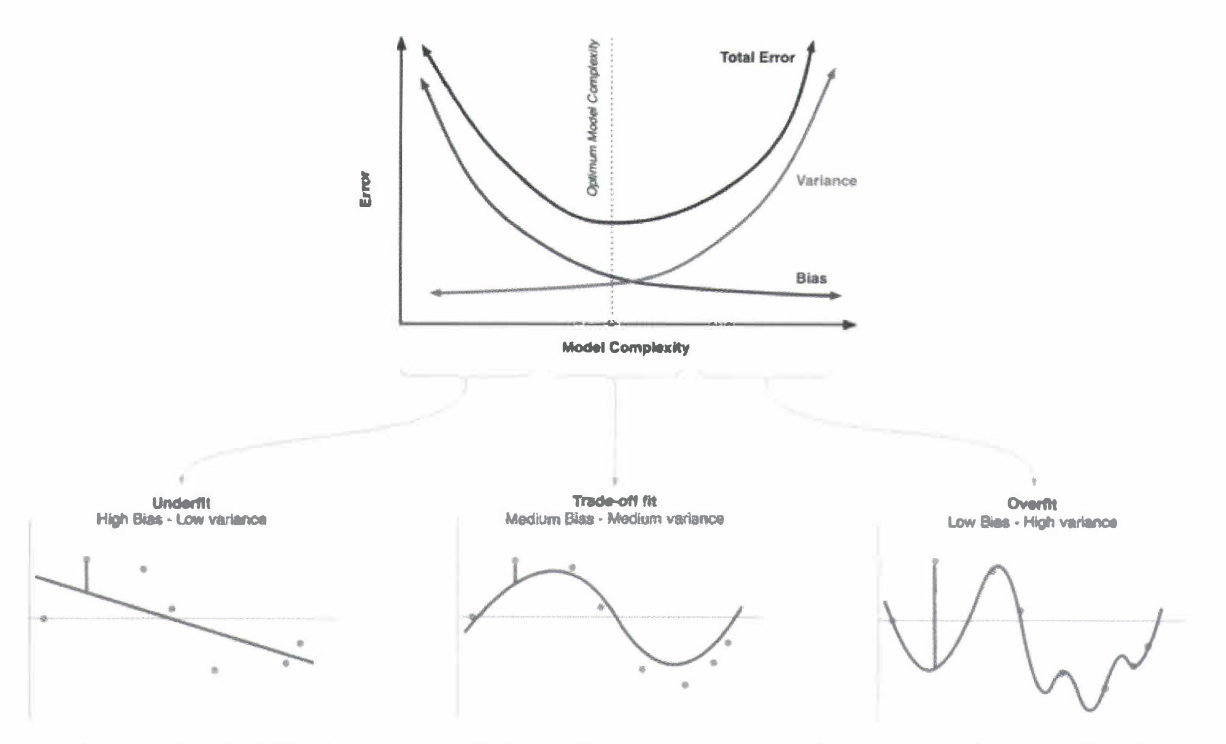 Total Error
Optimum Model Complexity
Variance
Error
Bias
Model Complexity
Underfit
High Bias - Low variance
Trade-off fit
Medium Bias - Medium variance
Overfit
Low Bias - High variance